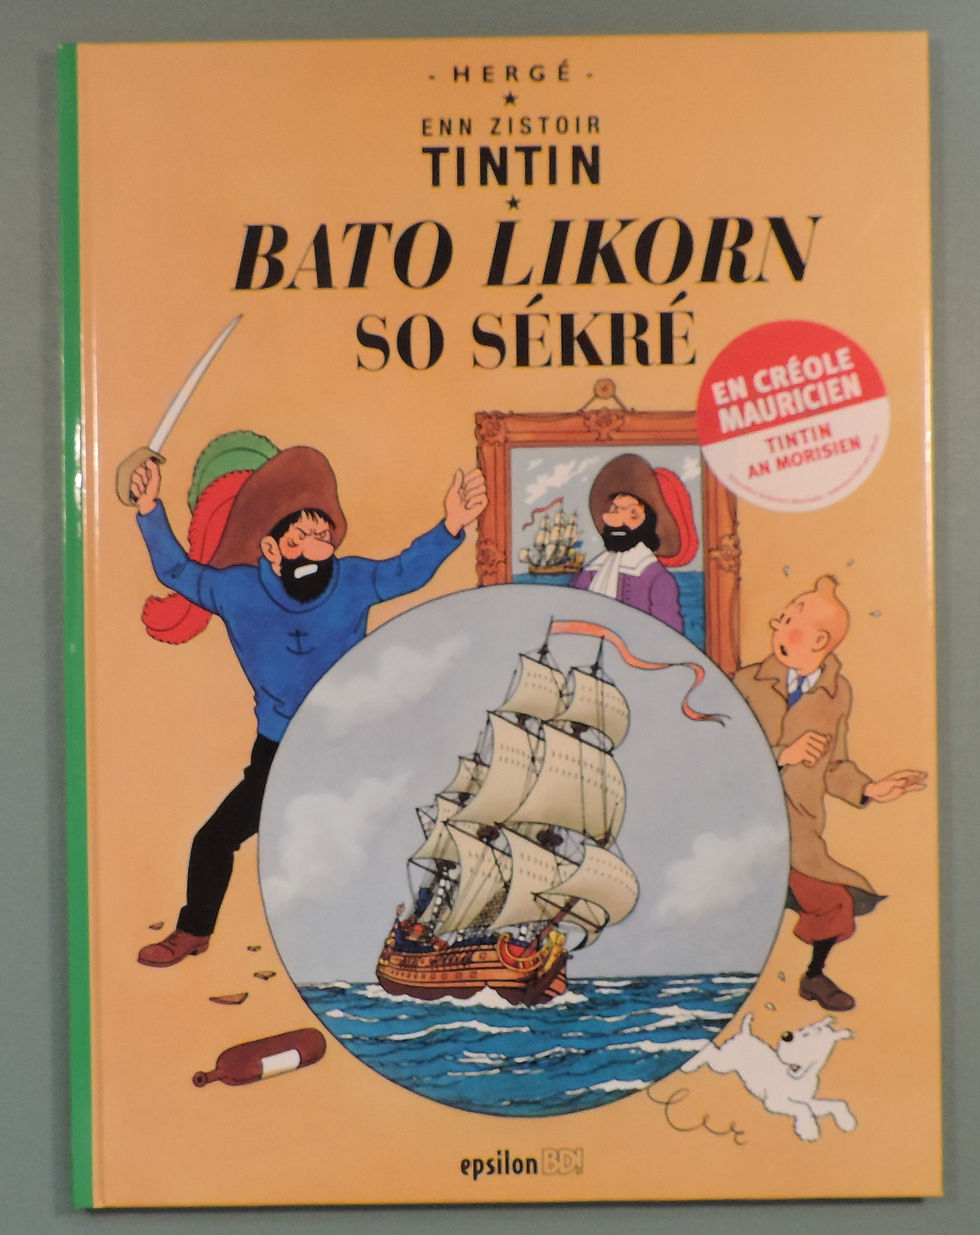 - HERGÉ -
ENN ZISTOIR
TINTIN
BATO LIKORN
SO SÉKRÉ
EN CRÉOLE
MAURICIEN
TINTIN
AN MORISIEN
epsilon BD!